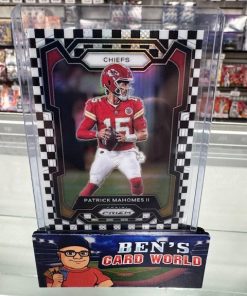 CHIEFS
15
PATRICK MAHOMES II
PRIZM
BEN'S
CARD WORLD